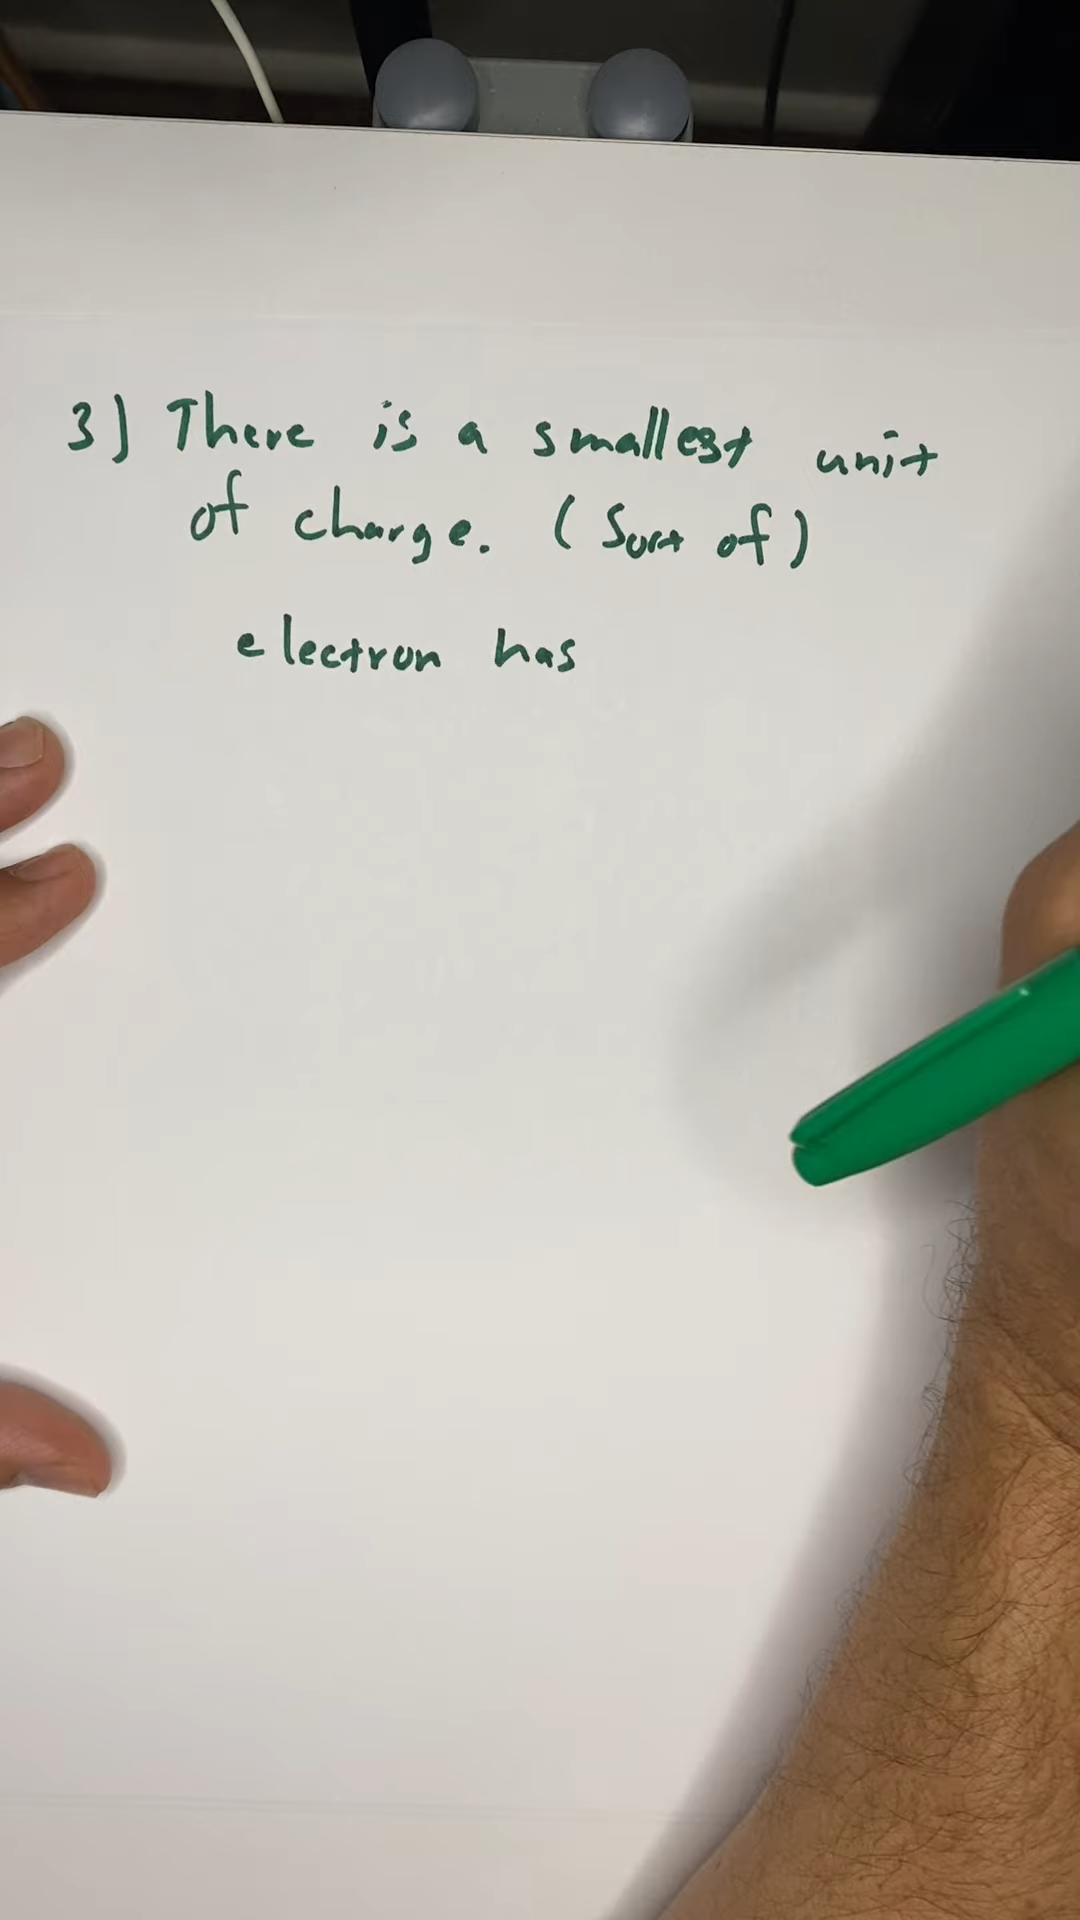 3) There is a smallest unit
of charge. (Sort of)
electron has